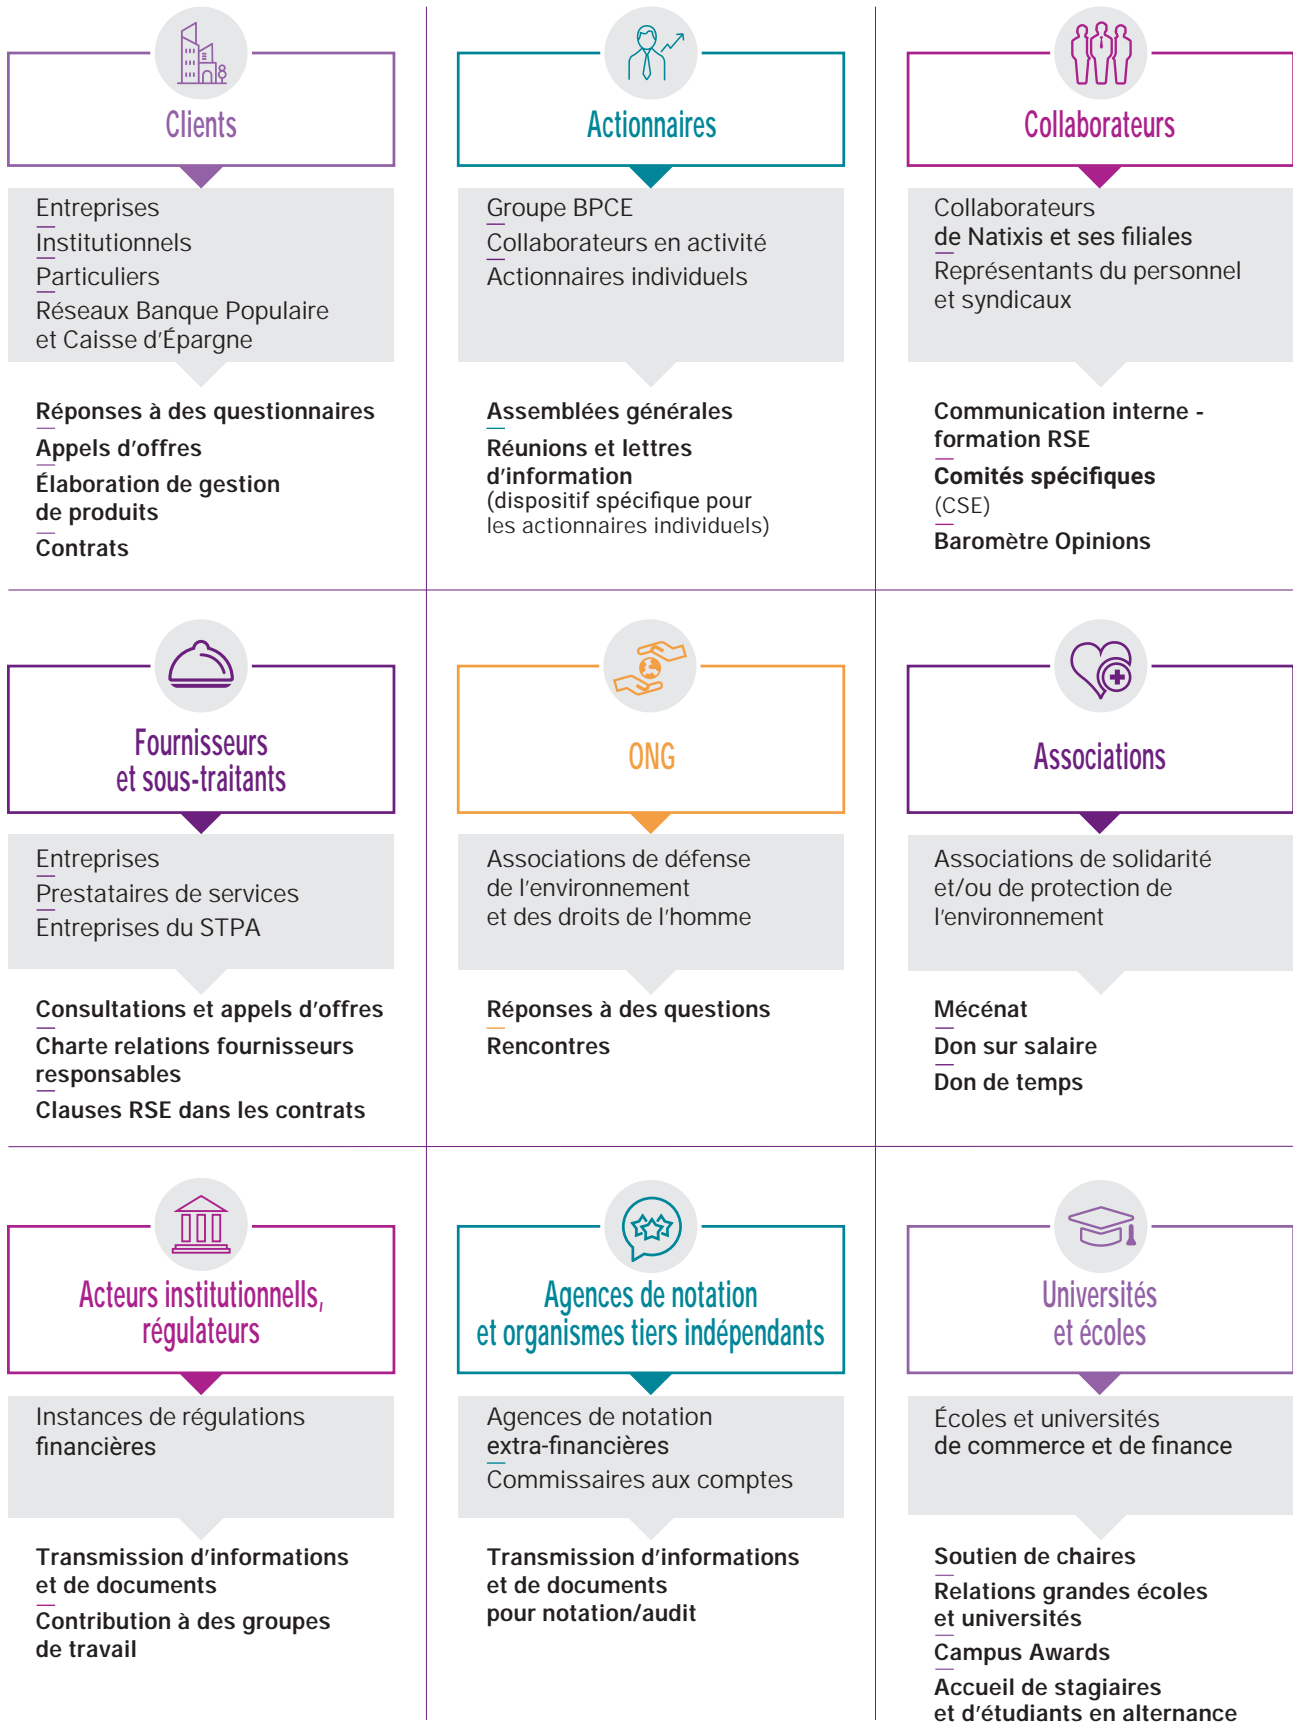 Clients
Entreprises
Institutionnels
Particuliers
Réseaux Banque Populaire
et Caisse d'Épargne
Réponses à des questionnaires
Appels d'offres
Élaboration de gestion
de produits
Contrats
Actionnaires
Groupe BPCE
Collaborateurs en activité
Actionnaires individuels
Assemblées générales
Réunions et lettres
d'information
(dispositif spécifique pour
les actionnaires individuels)
Collaborateurs
Collaborateurs
de Natixis et ses filiales
Représentants du personnel
et syndicaux
Communication interne -
formation RSE
Comités spécifiques
(CSE)
Baromètre Opinions
Fournisseurs
et sous-traitants
Entreprises
Prestataires de services
Entreprises du STPA
Consultations et appels d'offres
Charte relations fournisseurs
responsables
Clauses RSE dans les contrats
ONG
Associations de défense
de l'environnement
et des droits de l'homme
Réponses à des questions
Rencontres
Associations
Associations de solidarité
et/ou de protection de
l'environnement
Mécénat
Don sur salaire
Don de temps
Acteurs institutionnells,
régulateurs
Instances de régulations
financières
Transmission d'informations
et de documents
Contribution à des groupes
de travail
Agences de notation
et organismes tiers indépendants
Agences de notation
extra-financières
Commissaires aux comptes
Transmission d'informations
et de documents
pour notation/audit
Universités
et écoles
Écoles et universités
de commerce et de finance
Soutien de chaires
Relations grandes écoles
et universités
Campus Awards
Accueil de stagiaires
et d'étudiants en alternance